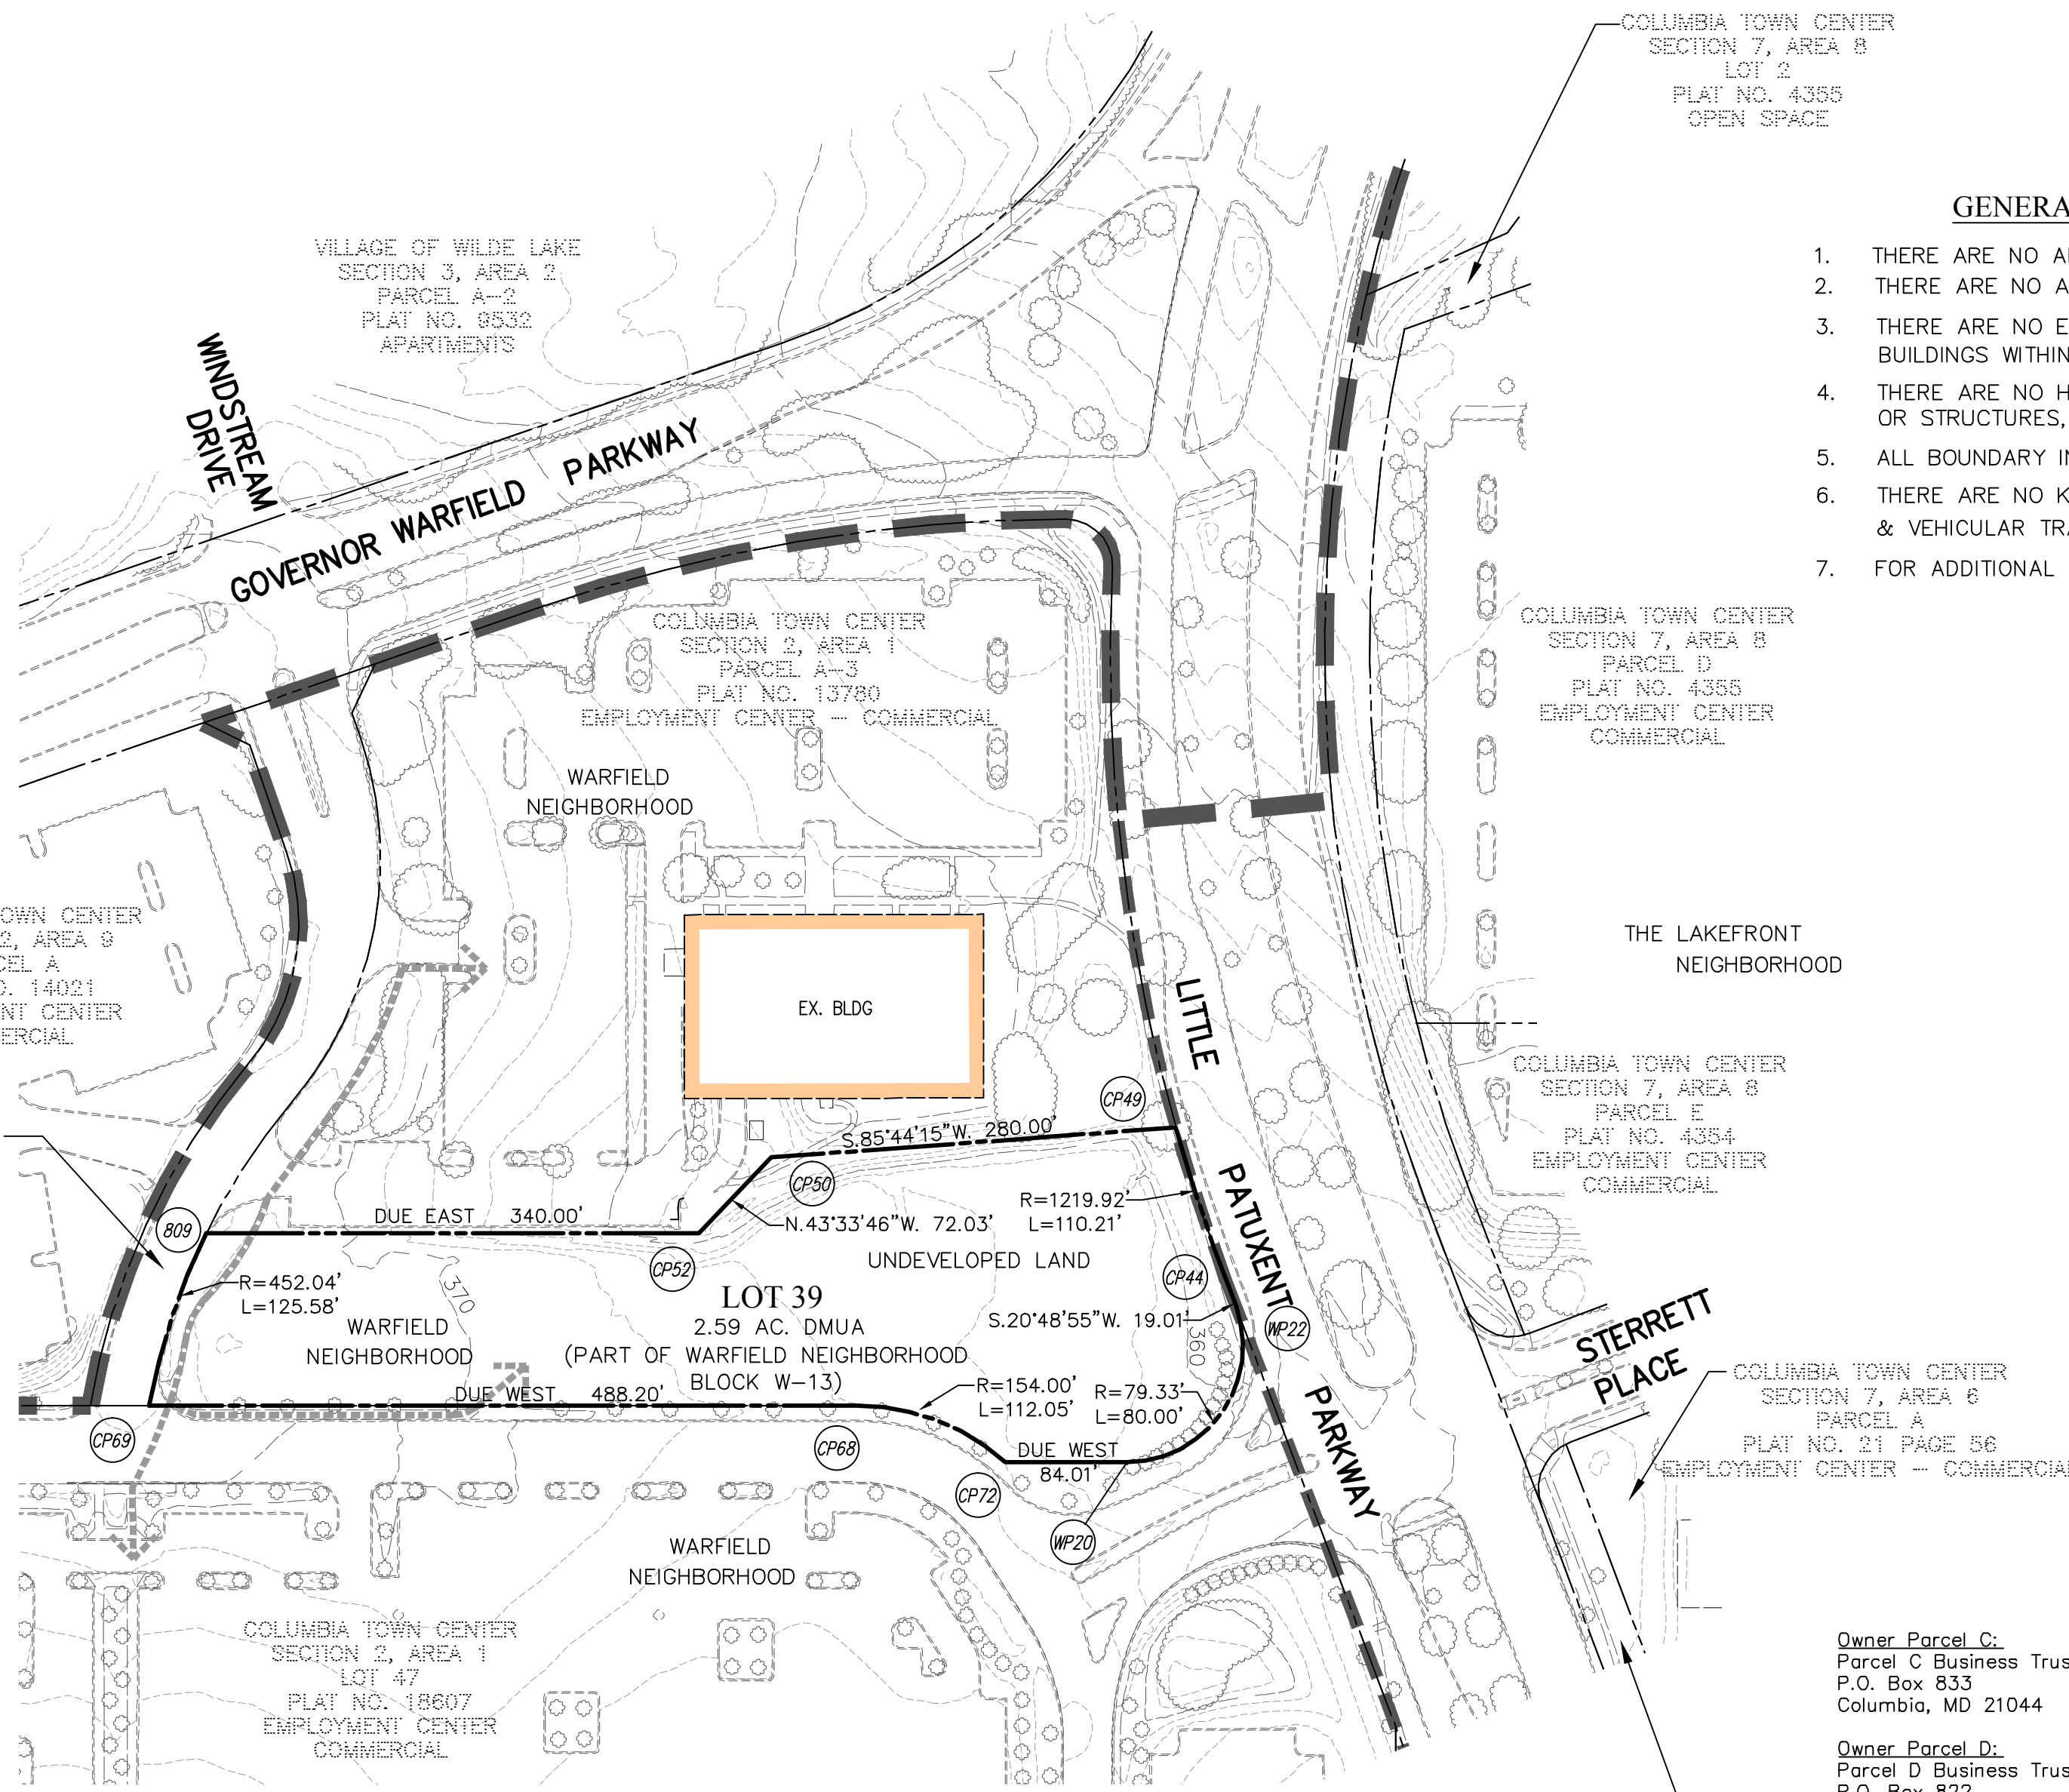 COLUMBIA TOWN CENTER
SECTION 7, AREA 8
LOT 2
PLAT NO. 4355
OPEN SPACE
GENERA
1. THERE ARE NO A
2. THERE ARE NO A
3. THERE ARE NO E
BUILDINGS WITHIN
4. THERE ARE NO H
OR STRUCTURES,
5. ALL BOUNDARY I
6. THERE ARE NO K
& VEHICULAR TRA
7. FOR ADDITIONAL
VILLAGE OF WILDE LAKE
SECTION 3, AREA 2
PARCEL A-2
PLAT NO. 9532
APARTMENTS
WINDSTREAM
DRIVE
GOVERNOR WARFIELD PARKWAY
COLUMBIA TOWN CENTER
SECTION 2, AREA 1
PARCEL A-3
PLAT NO. 13780
EMPLOYMENT CENTER - COMMERCIAL
COLUMBIA TOWN CENTER
SECTION 7, AREA 8
PARCEL D
PLAT NO. 4355
EMPLOYMENT CENTER
COMMERCIAL
WARFIELD
NEIGHBORHOOD
OWN CENTER
2, AREA 9
CEL A
O. 14021
NT CENTER
ERCIAL
EX. BLDG
THE LAKEFRONT
NEIGHBORHOOD
LITTLE PATUXENT PARKWAY
COLUMBIA TOWN CENTER
SECTION 7, AREA 8
PARCEL E
PLAT NO. 4354
EMPLOYMENT CENTER
COMMERCIAL
CP49
S.85°44'15"W. 280.00'
CP50
R=1219.92'
L=110.21'
809
DUE EAST 340.00'
N.43°33'46"W. 72.03'
CP52
UNDEVELOPED LAND
CP44
R=452.04'
L=125.58'
370
LOT 39
2.59 AC. DMUA
(PART OF WARFIELD NEIGHBORHOOD
BLOCK W-13)
S.20°48'55"W. 19.01'
WP22
360
WARFIELD
NEIGHBORHOOD
STERRETT
PLACE
DUE WEST 488.20'
R=154.00'
L=112.05'
R=79.33'
L=80.00'
COLUMBIA TOWN CENTER
SECTION 7, AREA 6
PARCEL A
PLAT NO. 21 PAGE 56
EMPLOYMENT CENTER - COMMERCIAL
CP69
CP68
DUE WEST
84.01'
CP72
WP20
WARFIELD
NEIGHBORHOOD
COLUMBIA TOWN CENTER
SECTION 2, AREA 1
LOT 47
PLAT NO. 18607
EMPLOYMENT CENTER
COMMERCIAL
Owner Parcel C:
Parcel C Business Trus
P.O. Box 833
Columbia, MD 21044
Owner Parcel D:
Parcel D Business Trus
P.O. Box 822